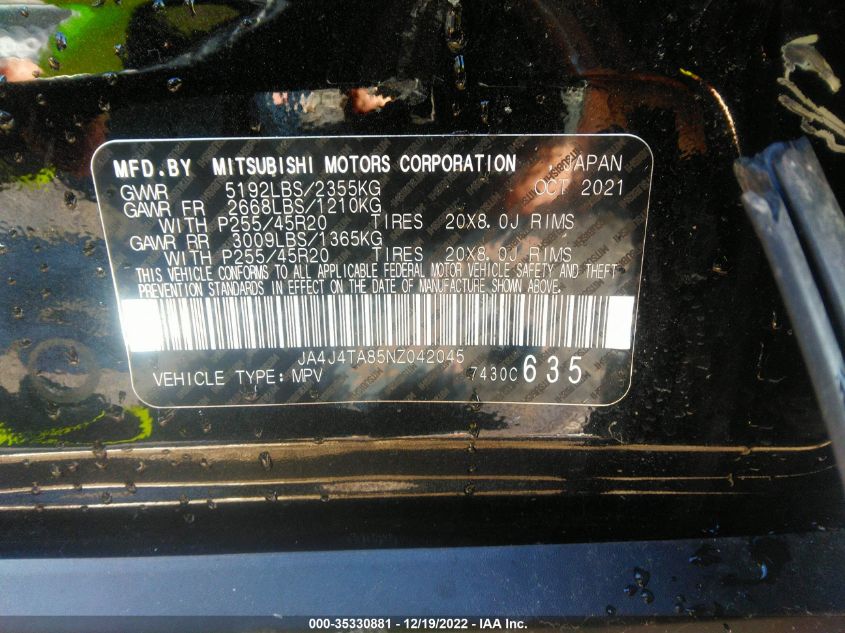 MFD.BY MITSUBISHI MOTORS CORPORATION JAPAN
GVWR 5192LBS/2355KG OCT 2021
GAWR FR 2668LBS/1210KG
WITH P255/45R20 TIRES 20X8.0J RIMS
GAWR RR 3009LBS/1365KG
WITH P255/45R20 TIRES 20X8.0J RIMS
THIS VEHICLE CONFORMS TO ALL APPLICABLE FEDERAL MOTOR VEHICLE SAFETY AND THEFT
PREVENTION STANDARDS IN EFFECT ON THE DATE OF MANUFACTURE SHOWN ABOVE.
JA4J4TA85NZ042045
VEHICLE TYPE: MPV 7430C635
000-35330881 - 12/19/2022 - IAA Inc.